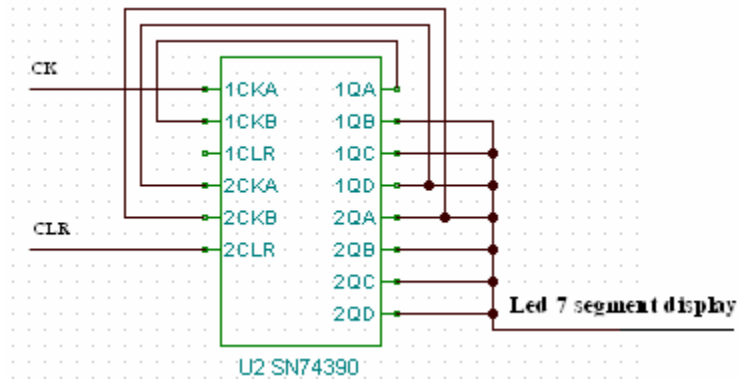 CK
1CKA 1QA
1CKB 1QB
1CLR 1QC
2CKA 1QD
2CKB 2QA
CLR
2CLR 2QB
2QC
2QD
Led 7 segment display
U2 SN74390